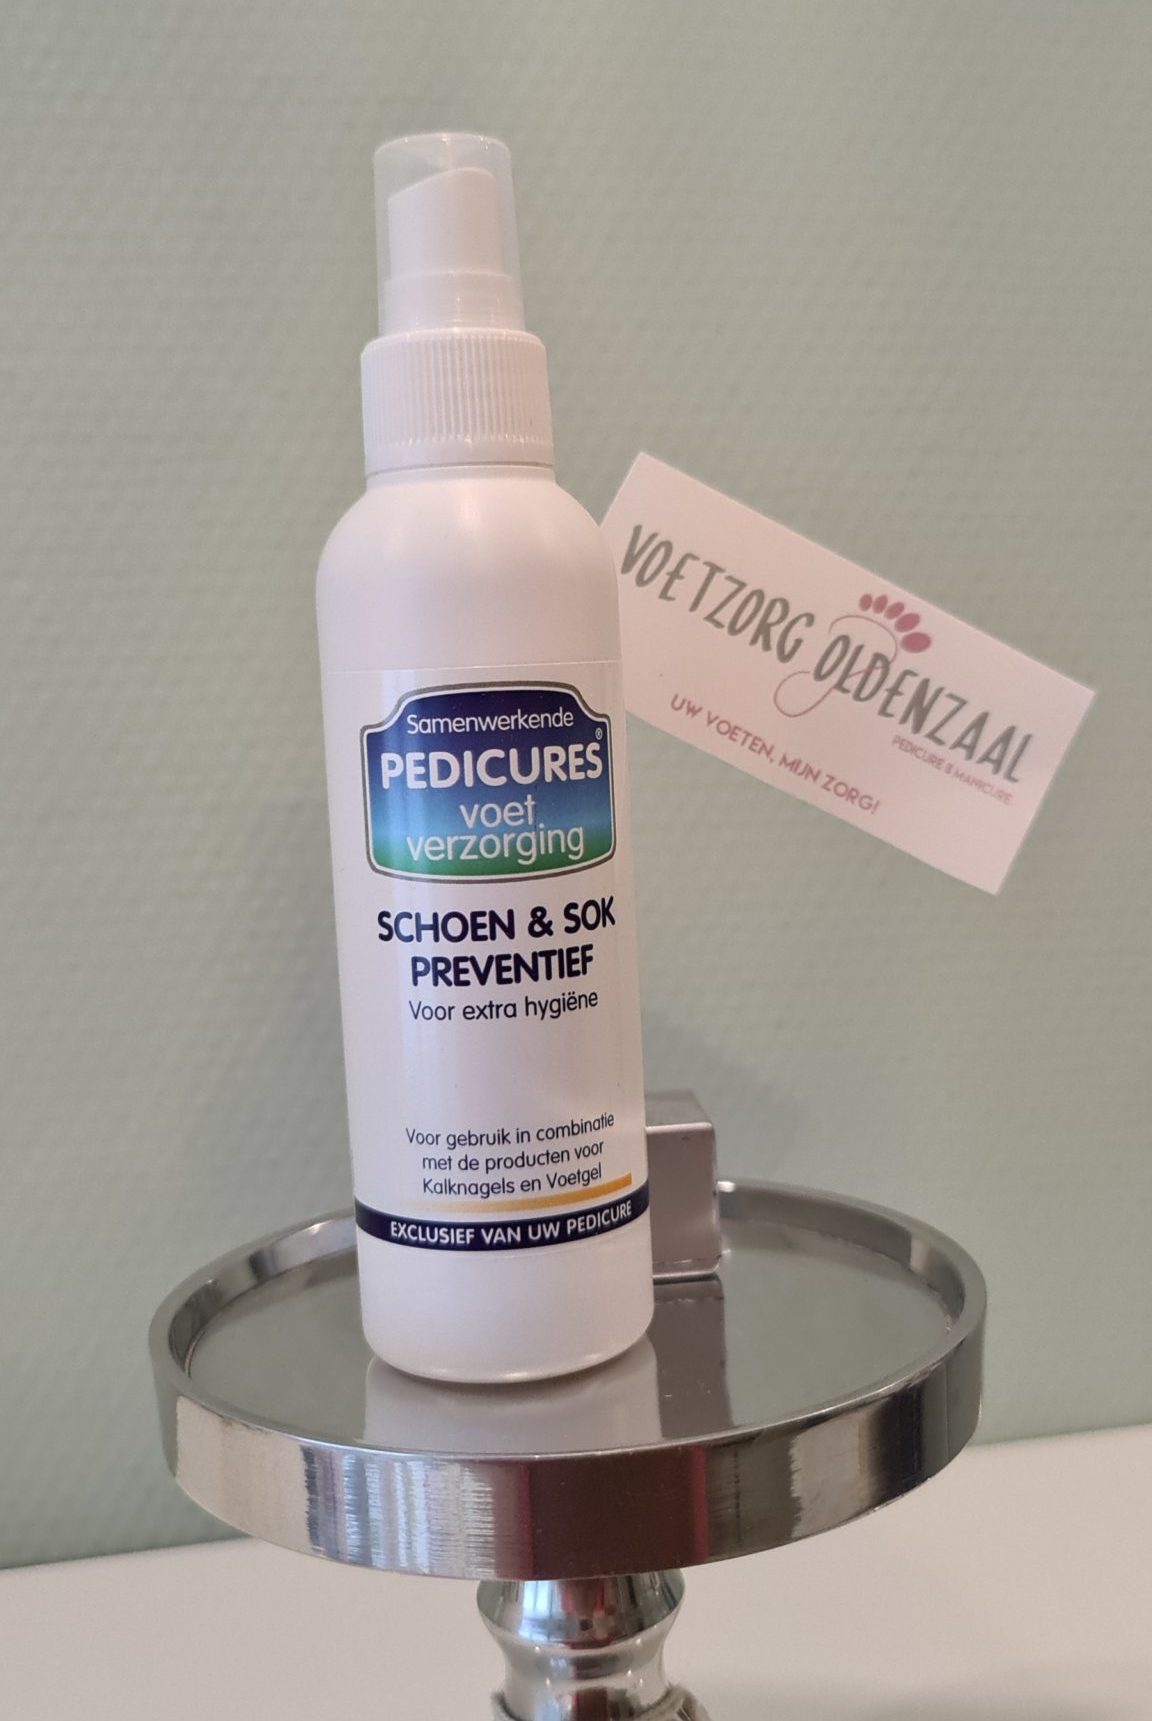 Samenwerkende
PEDICURES®
voet
verzorging
SCHOEN & SOK
PREVENTIEF
Voor extra hygiëne
Voor gebruik in combinatie
met de producten voor
Kalknagels en Voetgel
EXCLUSIEF VAN UW PEDICURE
VOETZORG OLDENZAAL
PEDICURE & MANICURE
UW VOETEN, MIJN ZORG!